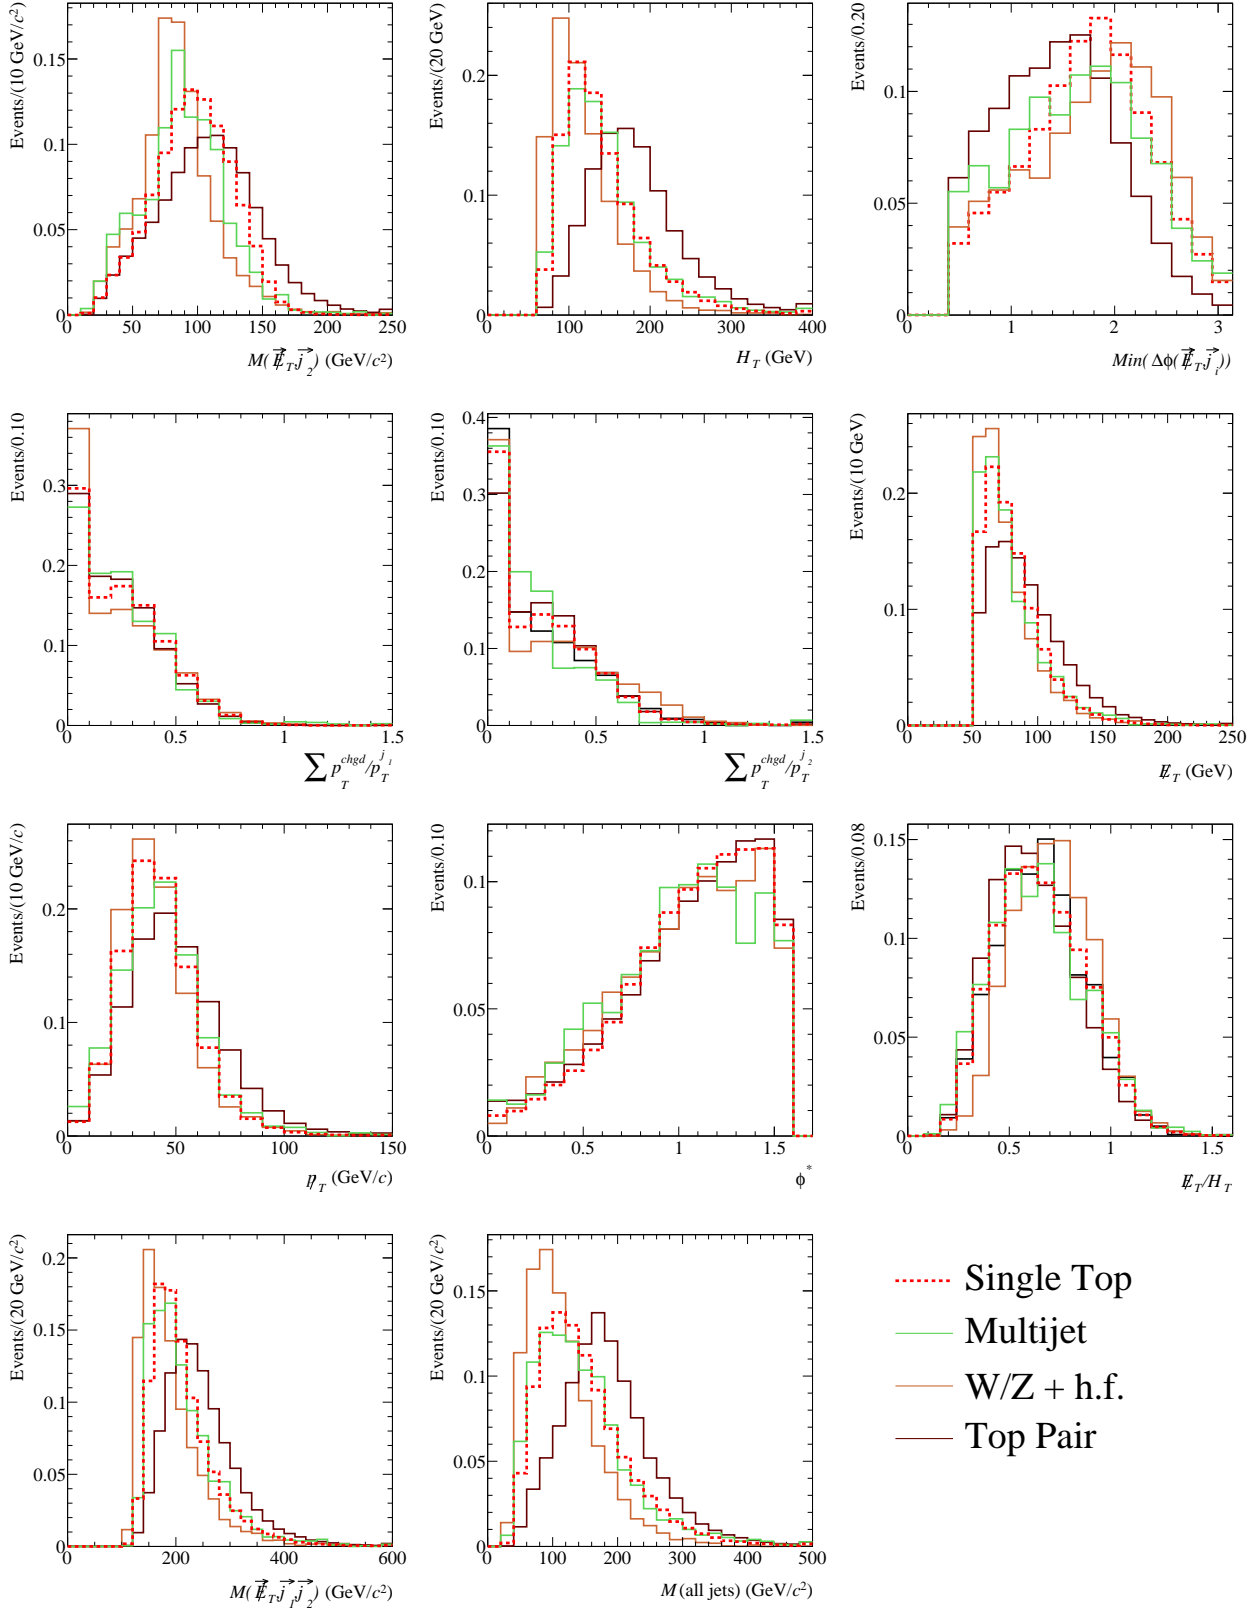 Events/(10 GeV/c²)
0.15
0.1
0.05
0
0 50 100 150 200 250
M(E̸_T,j_2) (GeV/c²)
Events/(20 GeV)
0.2
0.1
0
100 200 300 400
H_T (GeV)
Events/0.20
0.1
0.05
0
0 1 2 3
Min(Δϕ(E̸_T,j_i))
Events/0.10
0.3
0.2
0.1
0
0 0.5 1 1.5
∑ p_T^chgd/p_T^j_1
Events/0.10
0.4
0.3
0.2
0.1
0
0 0.5 1 1.5
∑ p_T^chgd/p_T^j_2
Events/(10 GeV)
0.2
0.1
0
0 50 100 150 200 250
E̸_T (GeV)
Events/(10 GeV/c)
0.2
0.1
0
0 50 100 150
p̸_T (GeV/c)
Events/0.10
0.1
0.05
0
0 0.5 1 1.5
ϕ*
Events/0.08
0.15
0.1
0.05
0
0 0.5 1 1.5
E̸_T/H_T
Events/(20 GeV/c²)
0.2
0.15
0.1
0.05
0
0 200 400 600
M(E̸_T,j_1,j_2) (GeV/c²)
Events/(20 GeV/c²)
0.15
0.1
0.05
0
0 100 200 300 400 500
M(all jets) (GeV/c²)
Single Top
Multijet
W/Z + h.f.
Top Pair